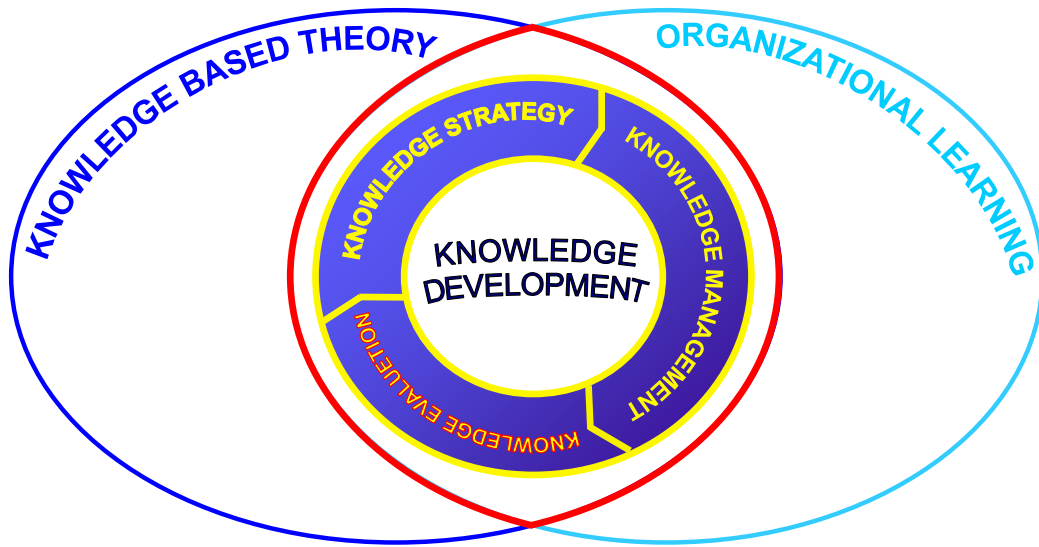 KNOWLEDGE BASED THEORY
ORGANIZATIONAL LEARNING
KNOWLEDGE STRATEGY
KNOWLEDGE MANAGEMENT
KNOWLEDGE EVALUETION
KNOWLEDGE
DEVELOPMENT